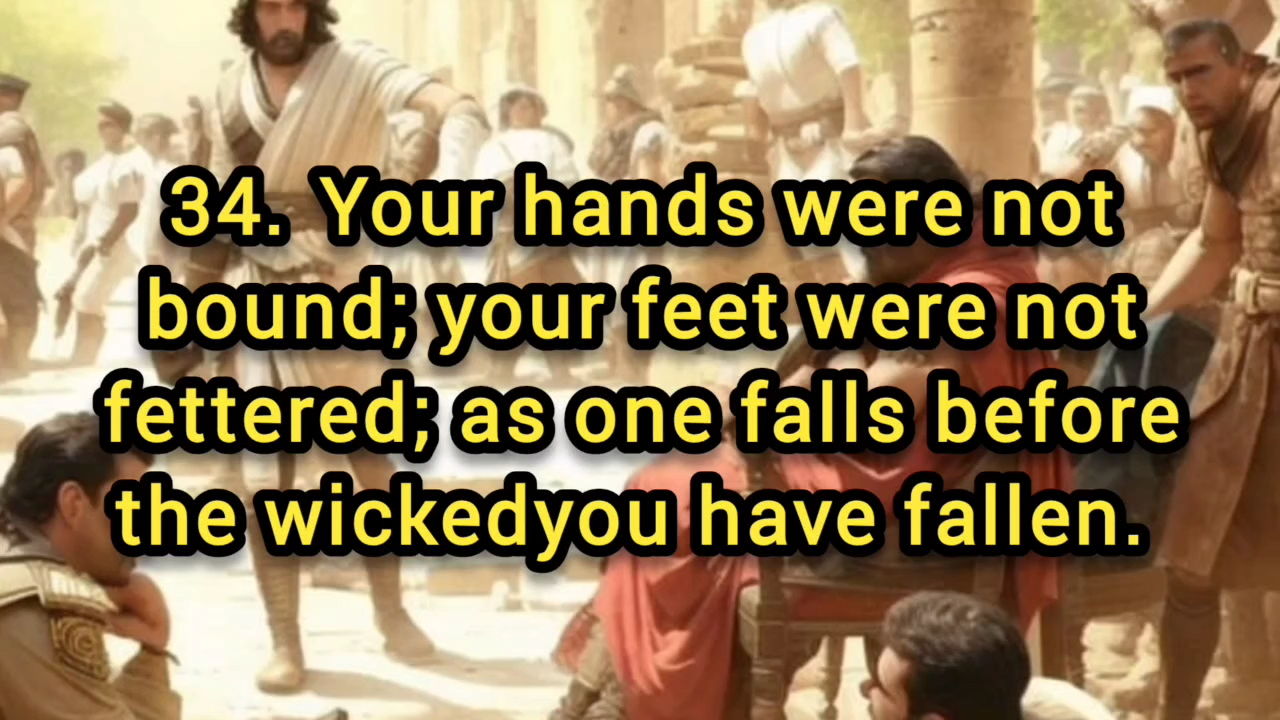 34. Your hands were not
bound; your feet were not
fettered; as one falls before
the wickedyou have fallen.